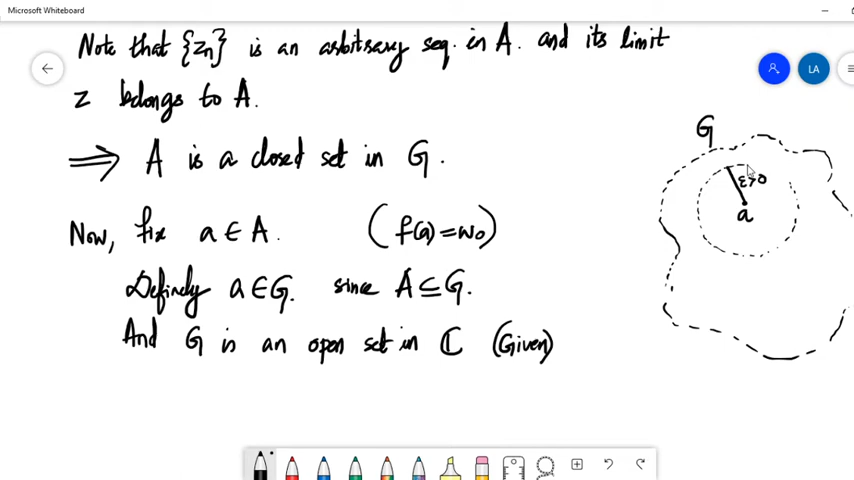 Microsoft Whiteboard
Note that {zn} is an arbitrary seq. in A. and its limit
LA
z belongs to A.
G
⟹ A is a closed set in G.
ε>0
a
Now, fix a ∈ A. (f(a)=w₀)
Definely a ∈ G. since A ⊆ G.
And G is an open set in ℂ (Given)